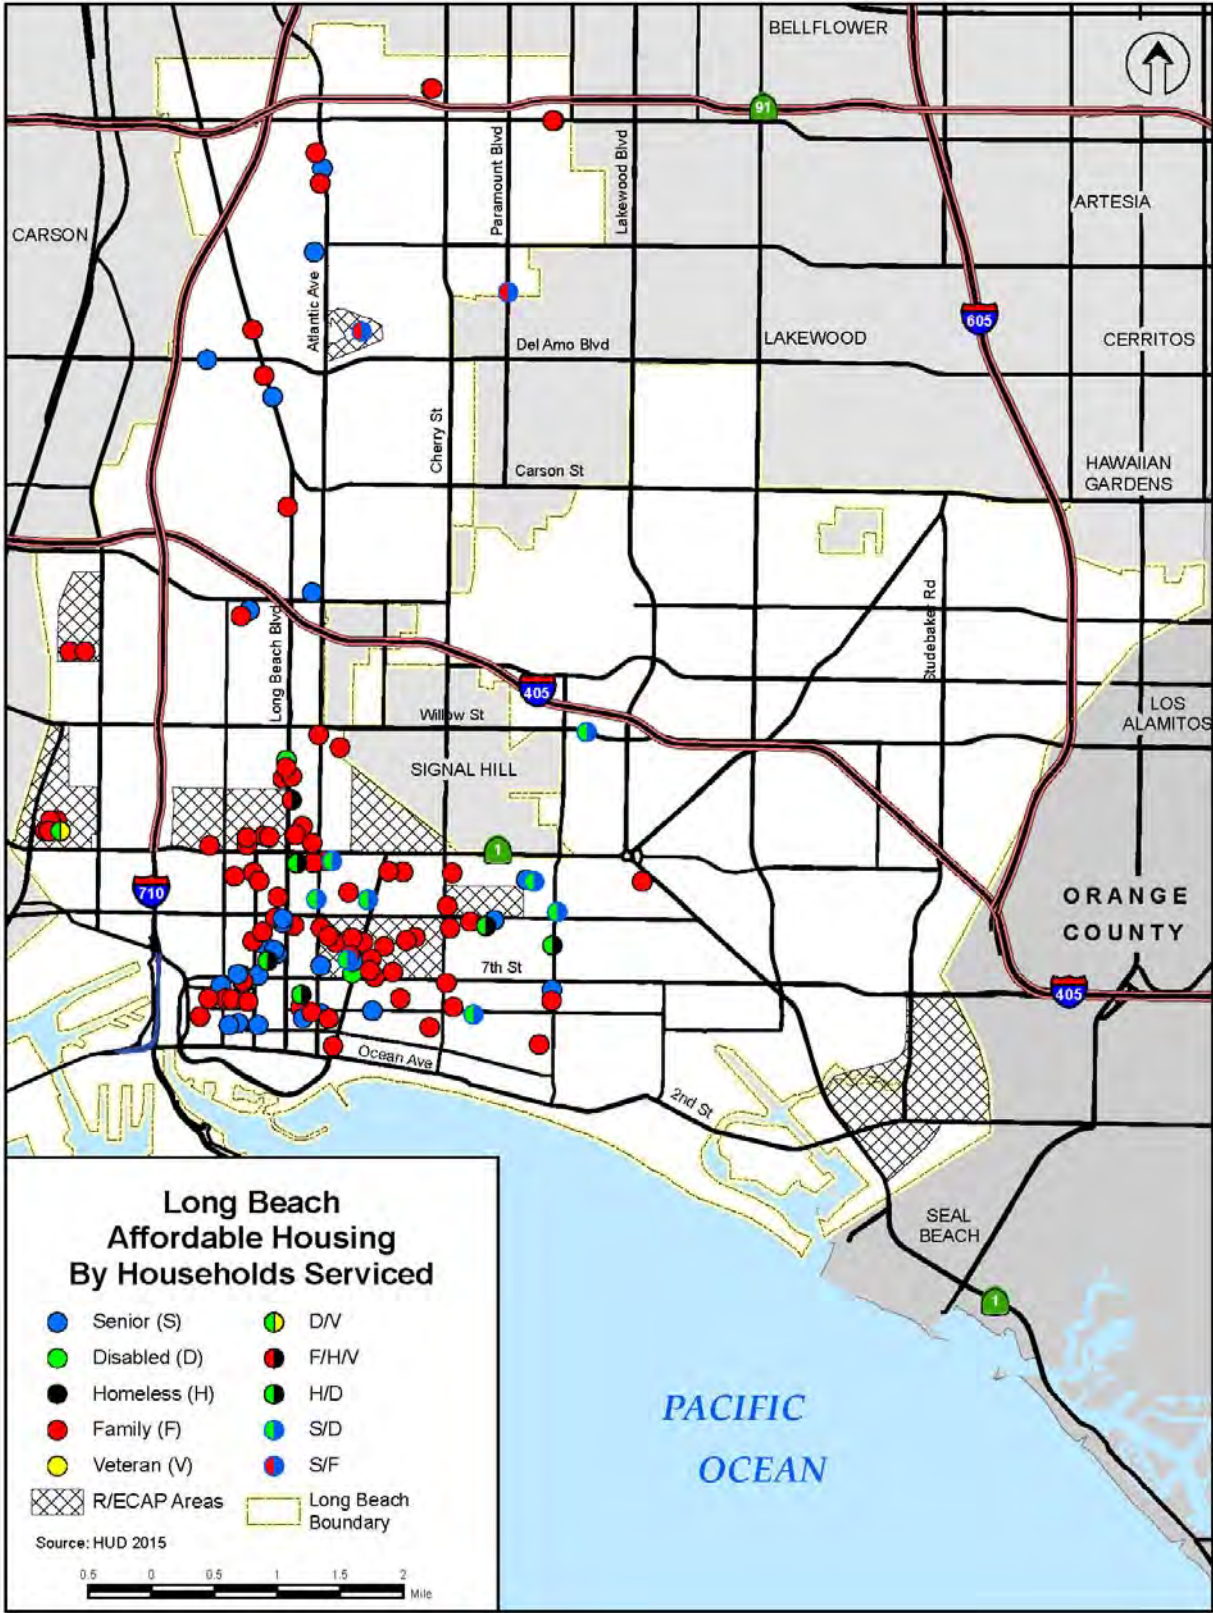 BELLFLOWER
91
Paramount Blvd
Lakewood Blvd
ARTESIA
CARSON
Atlantic Ave
605
Del Amo Blvd
LAKEWOOD
CERRITOS
Cherry St
Carson St
HAWAIIAN
GARDENS
Studebaker Rd
Long Beach Blvd
405
LOS
ALAMITOS
Willow St
SIGNAL HILL
1
710
ORANGE
COUNTY
7th St
405
Ocean Ave
2nd St
SEAL
BEACH
1
PACIFIC
OCEAN
Long Beach
Affordable Housing
By Households Serviced
Senior (S)
Disabled (D)
Homeless (H)
Family (F)
Veteran (V)
R/ECAP Areas
D/V
F/H/V
H/D
S/D
S/F
Long Beach
Boundary
Source: HUD 2015
0.5 0 0.5 1 1.5 2
Mile